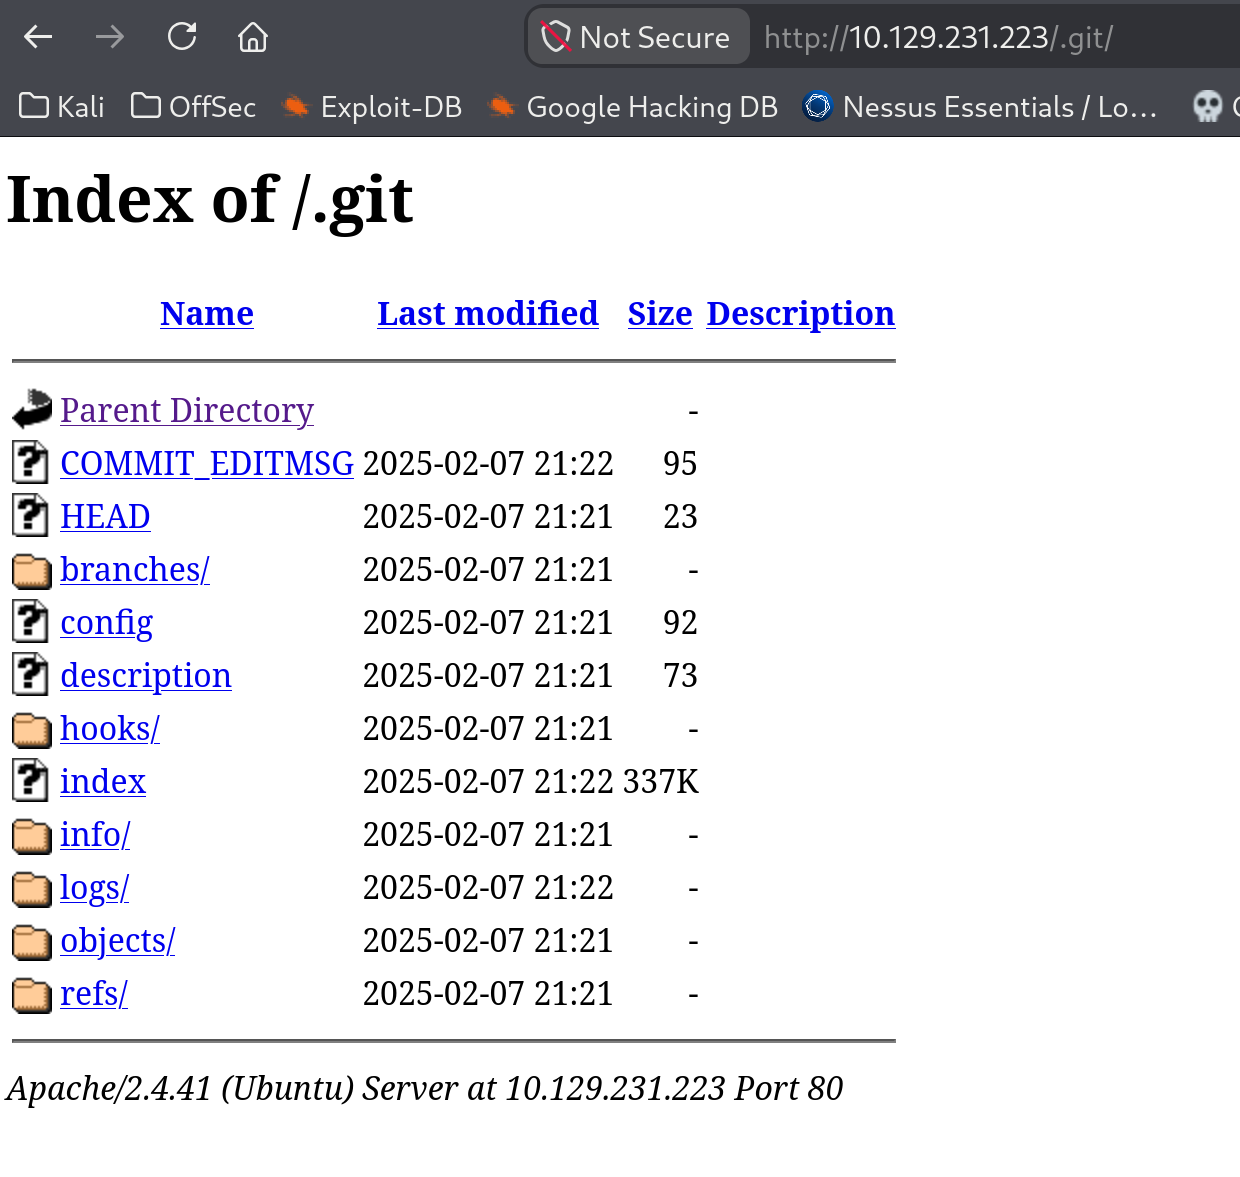 Not Secure http://10.129.231.223/.git/
Kali OffSec Exploit-DB Google Hacking DB Nessus Essentials / Lo...
Index of /.git
Name Last modified Size Description
Parent Directory -
COMMIT_EDITMSG 2025-02-07 21:22 95
HEAD 2025-02-07 21:21 23
branches/ 2025-02-07 21:21 -
config 2025-02-07 21:21 92
description 2025-02-07 21:21 73
hooks/ 2025-02-07 21:21 -
index 2025-02-07 21:22 337K
info/ 2025-02-07 21:21 -
logs/ 2025-02-07 21:22 -
objects/ 2025-02-07 21:21 -
refs/ 2025-02-07 21:21 -
Apache/2.4.41 (Ubuntu) Server at 10.129.231.223 Port 80